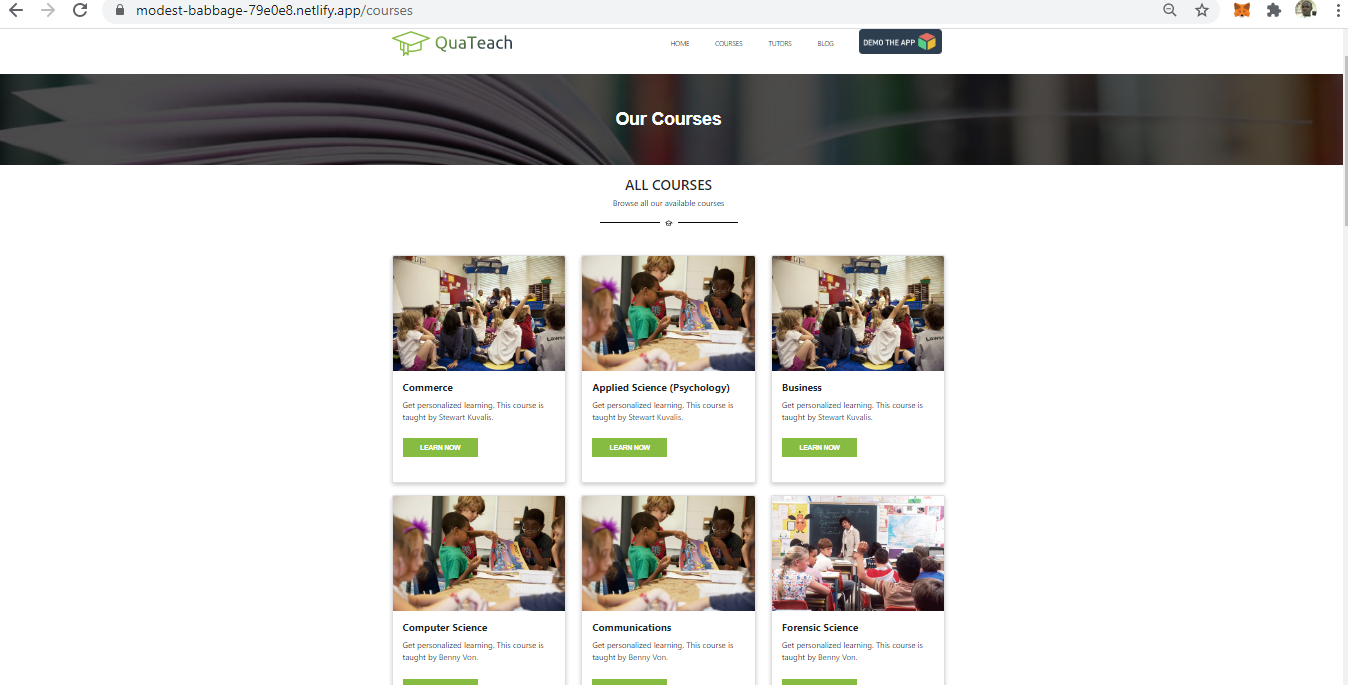 modest-babbage-79e0e8.netlify.app/courses
QuaTeach
HOME
COURSES
TUTORS
BLOG
DEMO THE APP
Our Courses
ALL COURSES
Browse all our available courses
Commerce
Get personalized learning. This course is
taught by Stewart Kuvalis.
LEARN NOW
Applied Science (Psychology)
Get personalized learning. This course is
taught by Stewart Kuvalis.
LEARN NOW
Business
Get personalized learning. This course is
taught by Stewart Kuvalis.
LEARN NOW
Computer Science
Get personalized learning. This course is
taught by Benny Von.
Communications
Get personalized learning. This course is
taught by Benny Von.
Forensic Science
Get personalized learning. This course is
taught by Benny Von.